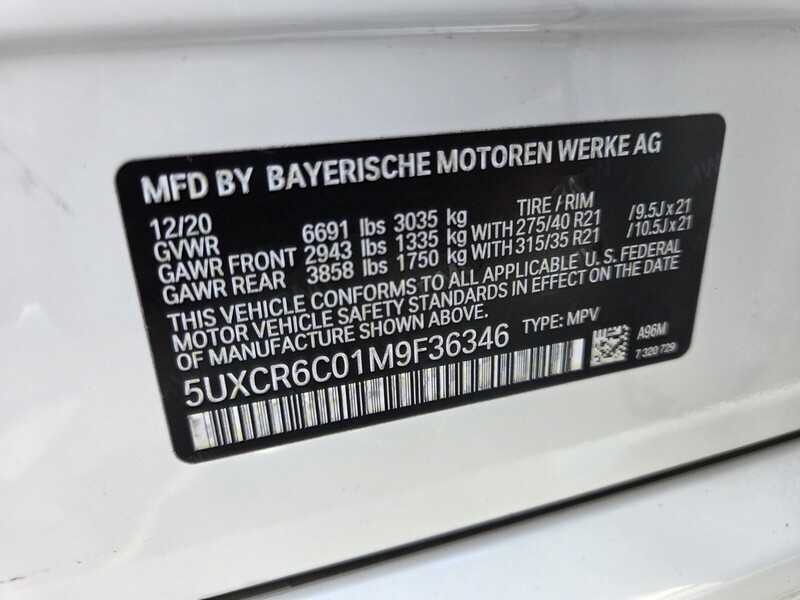 MFD BY BAYERISCHE MOTOREN WERKE AG
12/20 TIRE / RIM
GVWR 6691 lbs 3035 kg
GAWR FRONT 2943 lbs 1335 kg WITH 275/40 R21 /9.5J x 21
GAWR REAR 3858 lbs 1750 kg WITH 315/35 R21 /10.5J x 21
THIS VEHICLE CONFORMS TO ALL APPLICABLE U.S. FEDERAL
MOTOR VEHICLE SAFETY STANDARDS IN EFFECT ON THE DATE
OF MANUFACTURE SHOWN ABOVE.
5UXCR6C01M9F36346 TYPE: MPV A96M
7 320 729